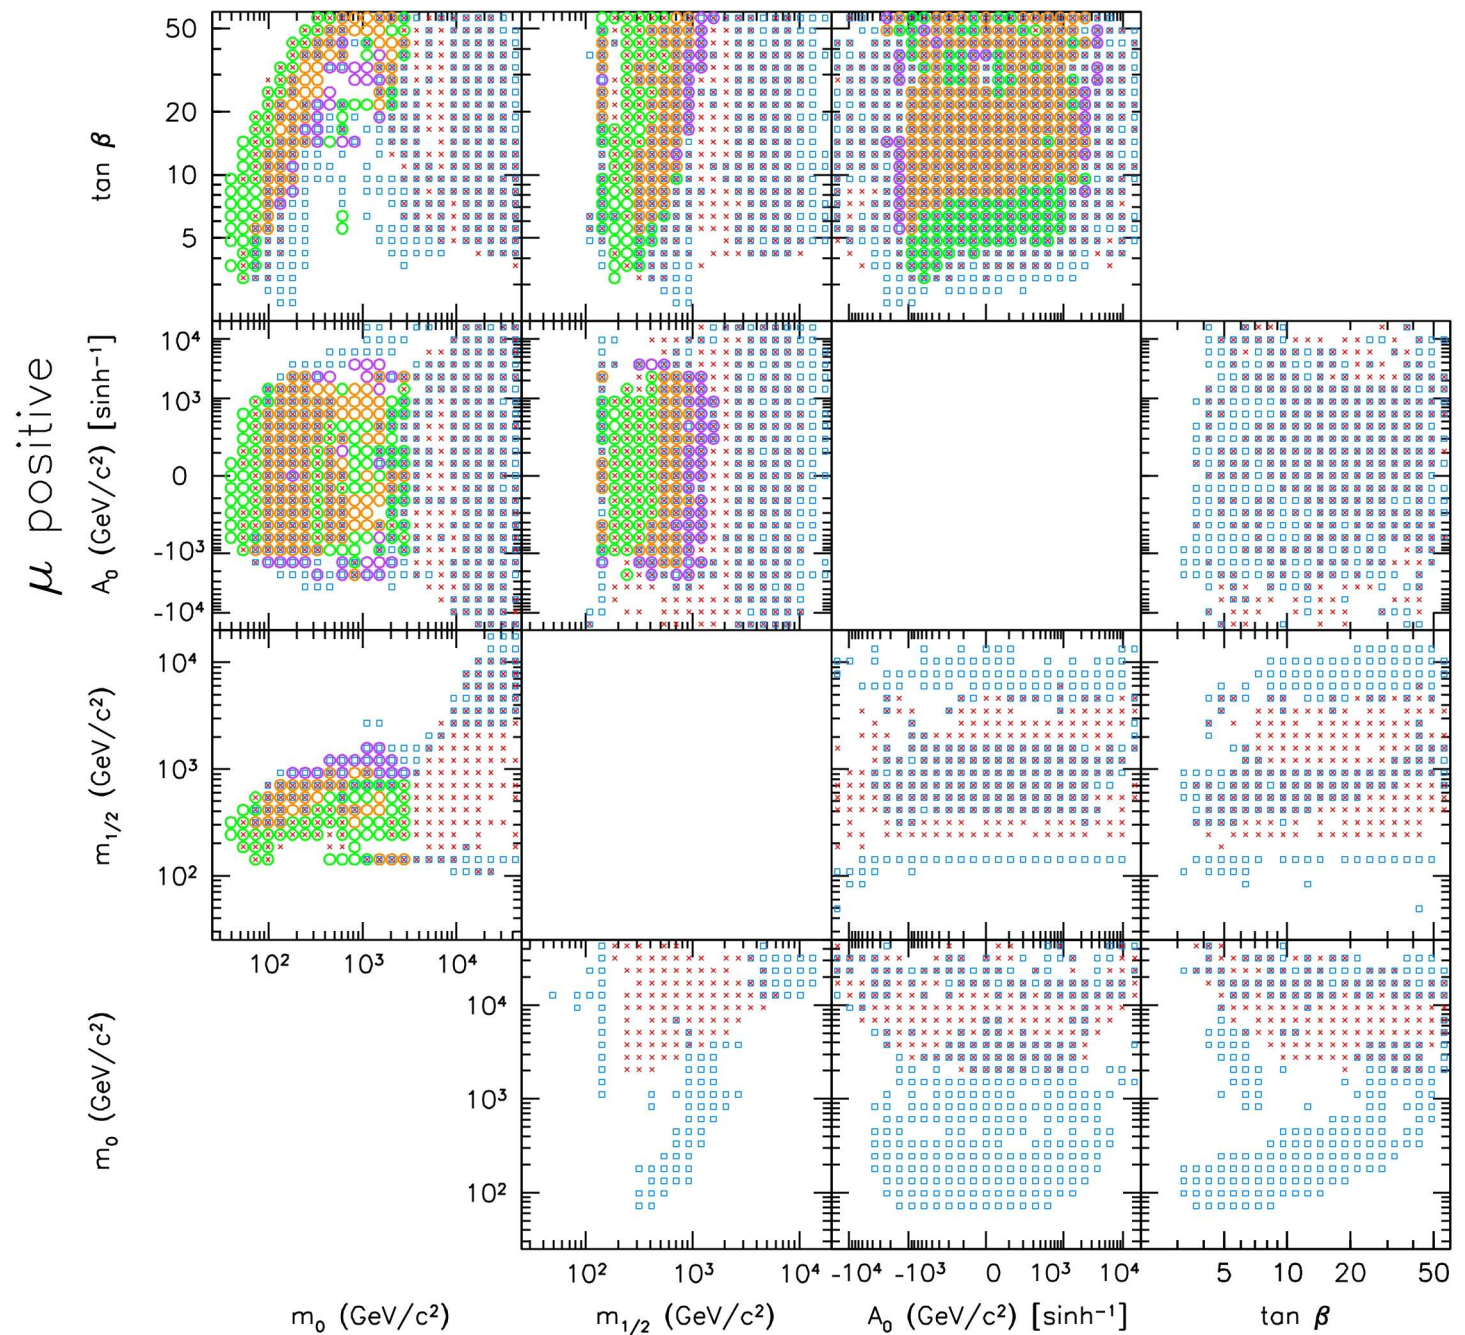 μ positive
tan β
50
20
10
5
A₀ (GeV/c²) [sinh⁻¹]
10⁴
10³
0
-10³
-10⁴
m₁/₂ (GeV/c²)
10⁴
10³
10²
10² 10³ 10⁴
m₀ (GeV/c²)
10⁴
10³
10²
10² 10³ 10⁴ -10⁴ -10³ 0 10³ 10⁴ 5 10 20 50
m₀ (GeV/c²) m₁/₂ (GeV/c²) A₀ (GeV/c²) [sinh⁻¹] tan β